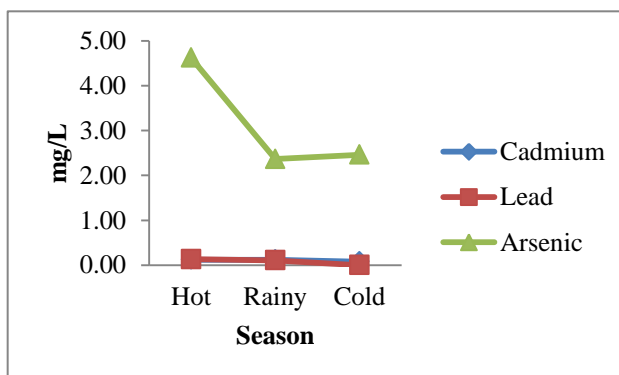 5.00
4.00
3.00
2.00
1.00
0.00
mg/L
Hot Rainy Cold
Season
Cadmium
Lead
Arsenic